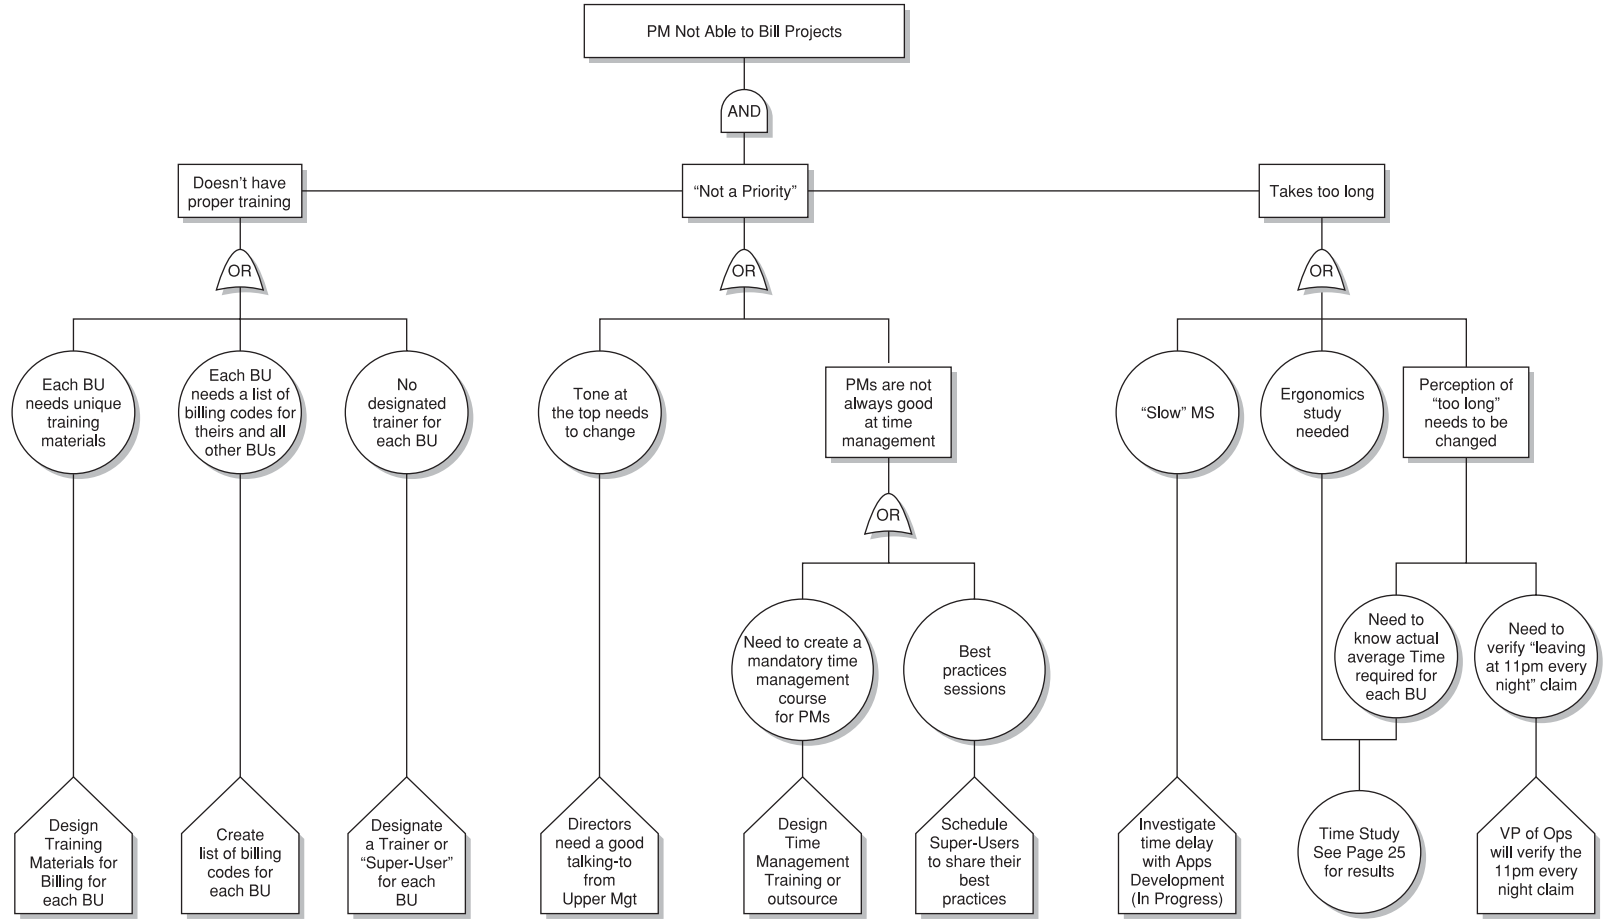 PM Not Able to Bill Projects
AND
Doesn't have
proper training
“Not a Priority”
Takes too long
OR
OR
OR
Each BU
needs unique
training
materials
Each BU
needs a list of
billing codes for
theirs and all
other BUs
No
designated
trainer for
each BU
Tone at
the top needs
to change
PMs are not
always good
at time
management
“Slow” MS
Ergonomics
study
needed
Perception of
“too long”
needs to be
changed
OR
Need to create a
mandatory time
management
course
for PMs
Best
practices
sessions
Need to
know actual
average Time
required for
each BU
Need to
verify “leaving
at 11pm every
night” claim
Design
Training
Materials for
Billing for
each BU
Create
list of billing
codes for
each BU
Designate
a Trainer or
“Super-User”
for each
BU
Directors
need a good
talking-to
from
Upper Mgt
Design
Time
Management
Training or
outsource
Schedule
Super-Users
to share their
best
practices
Investigate
time delay
with Apps
Development
(In Progress)
Time Study
See Page 25
for results
VP of Ops
will verify the
11pm every
night claim